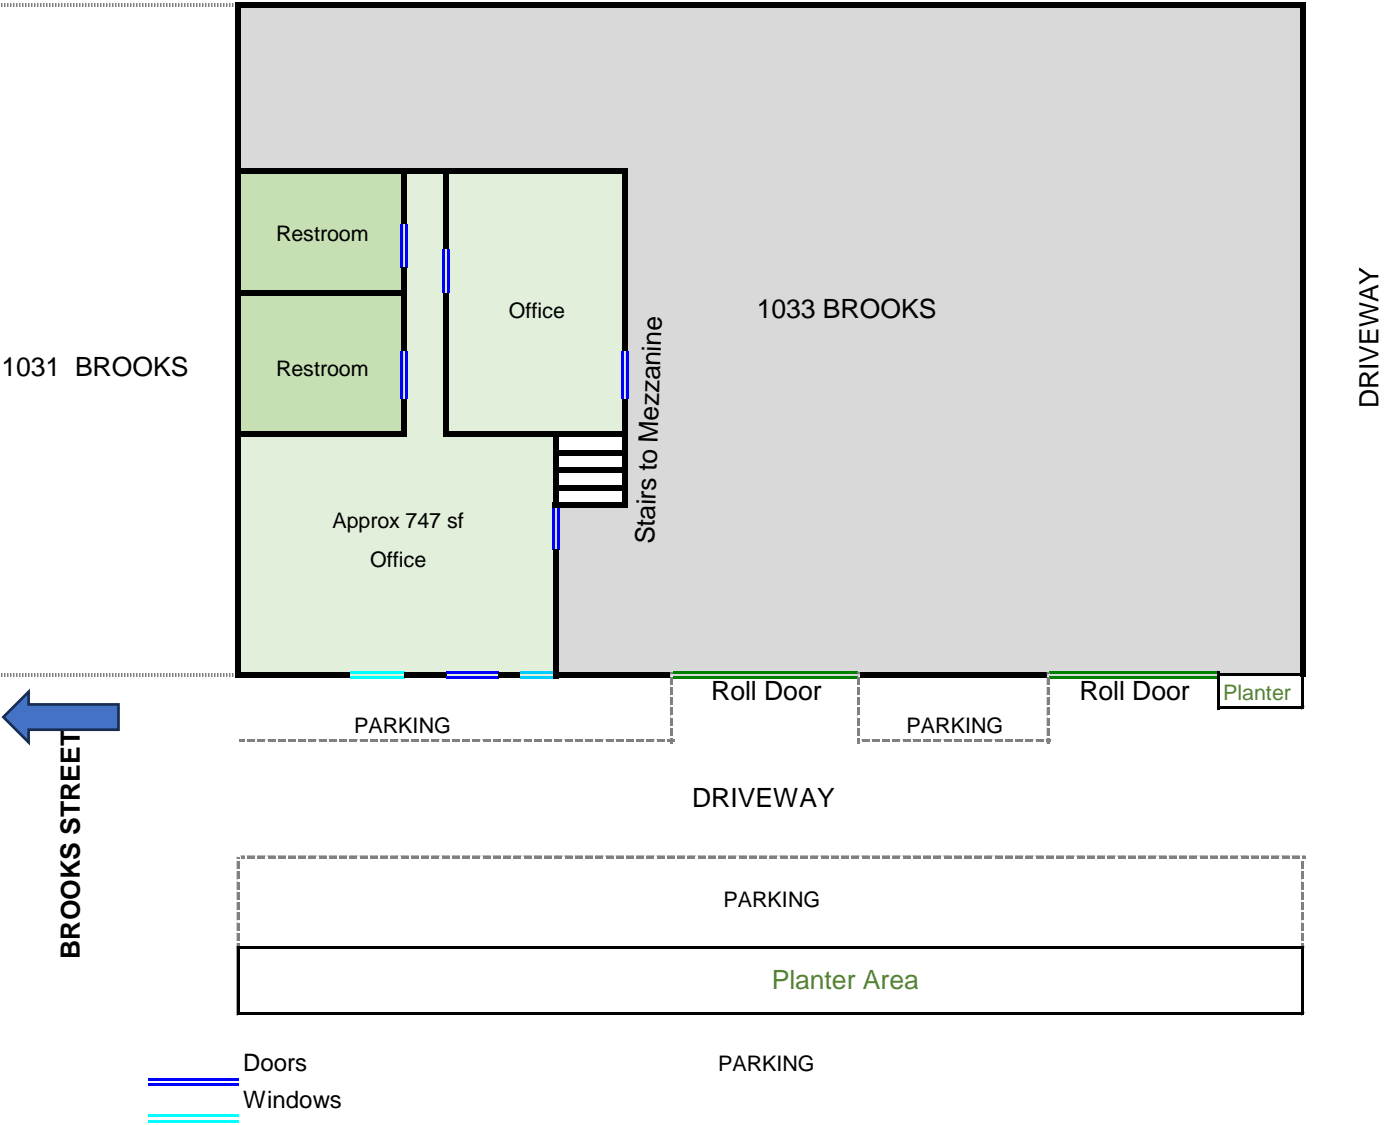 Restroom
Office
1033 BROOKS
DRIVEWAY
1031 BROOKS
Restroom
Stairs to Mezzanine
Approx 747 sf
Office
Roll Door
Roll Door
Planter
PARKING
PARKING
BROOKS STREET
DRIVEWAY
PARKING
Planter Area
Doors
PARKING
Windows